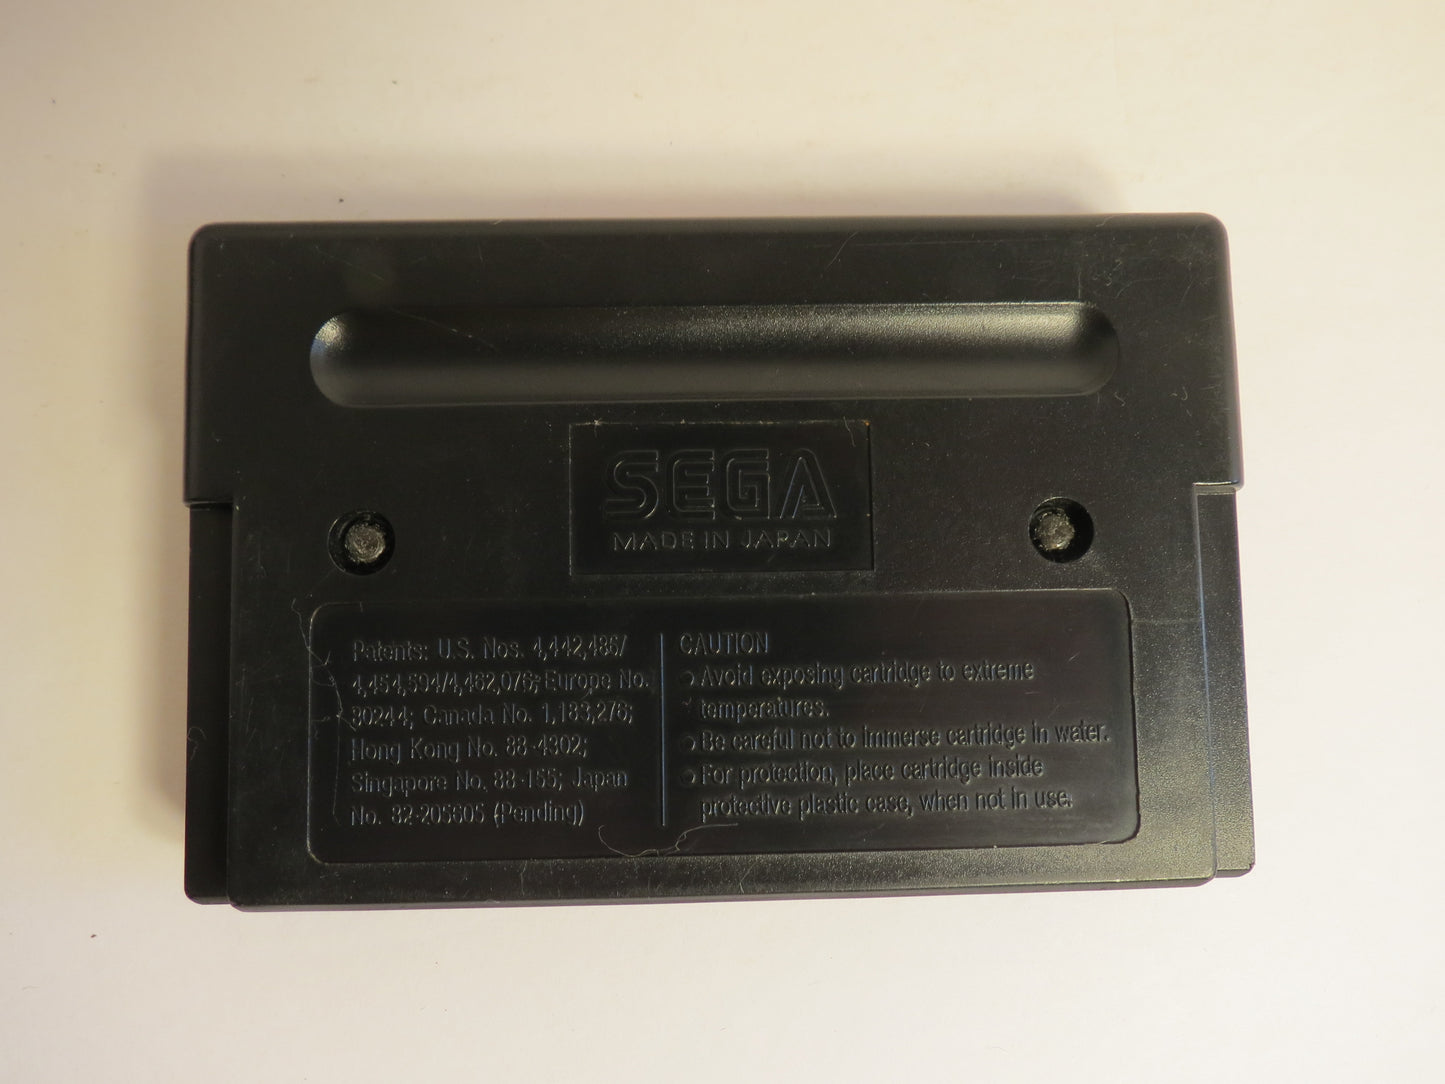 SEGA
MADE IN JAPAN
Patents: U.S. Nos. 4,442,486/
4,454,594/4,462,076; Europe No.
80244; Canada No. 1,183,276;
Hong Kong No. 88-4302;
Singapore No. 88-155; Japan
No. 82-205605 (Pending)
CAUTION
Avoid exposing cartridge to extreme
temperatures.
Be careful not to immerse cartridge in water.
For protection, place cartridge inside
protective plastic case, when not in use.